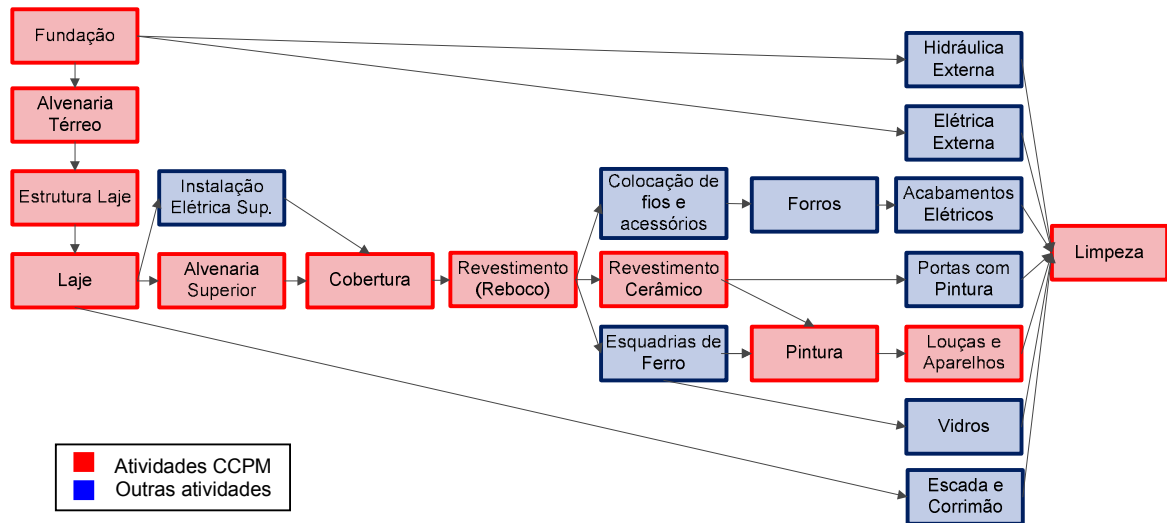 Fundação
Hidráulica
Externa
Alvenaria
Térreo
Elétrica
Externa
Estrutura Laje
Instalação
Elétrica Sup.
Colocação de
fios e
acessórios
Forros
Acabamentos
Elétricos
Limpeza
Laje
Alvenaria
Superior
Cobertura
Revestimento
(Reboco)
Revestimento
Cerâmico
Portas com
Pintura
Esquadrias de
Ferro
Pintura
Louças e
Aparelhos
Vidros
Atividades CCPM
Outras atividades
Escada e
Corrimão